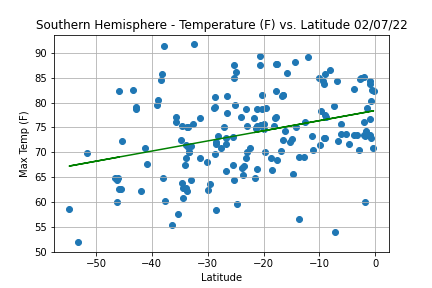 Southern Hemisphere - Temperature (F) vs. Latitude 02/07/22
90
85
80
75
70
65
60
55
50
Max Temp (F)
−50 −40 −30 −20 −10 0
Latitude